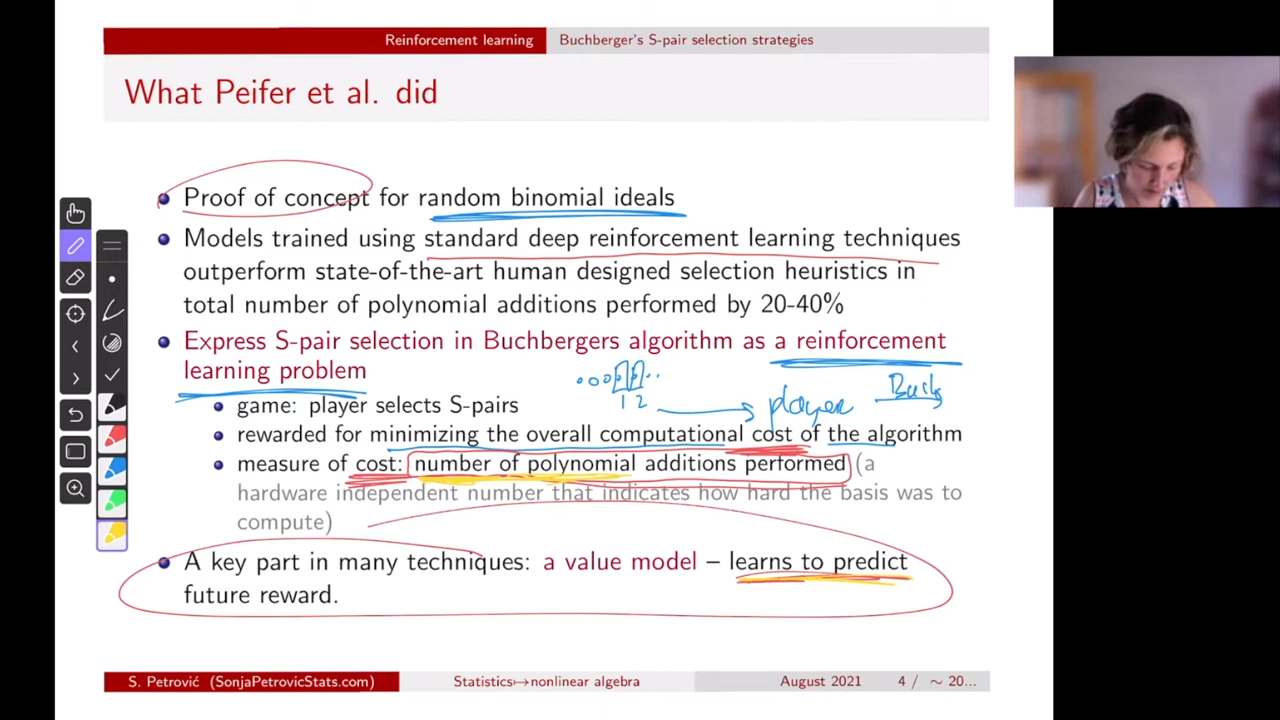 Reinforcement learning Buchberger's S-pair selection strategies
What Peifer et al. did
Proof of concept for random binomial ideals
Models trained using standard deep reinforcement learning techniques
outperform state-of-the-art human designed selection heuristics in
total number of polynomial additions performed by 20-40%
Express S-pair selection in Buchbergers algorithm as a reinforcement
learning problem
1 2
player
game: player selects S-pairs
rewarded for minimizing the overall computational cost of the algorithm
measure of cost: number of polynomial additions performed (a
hardware independent number that indicates how hard the basis was to
compute)
A key part in many techniques: a value model – learns to predict
future reward.
S. Petrović (SonjaPetrovicStats.com) Statistics↦nonlinear algebra August 2021 4 / ∼ 20...